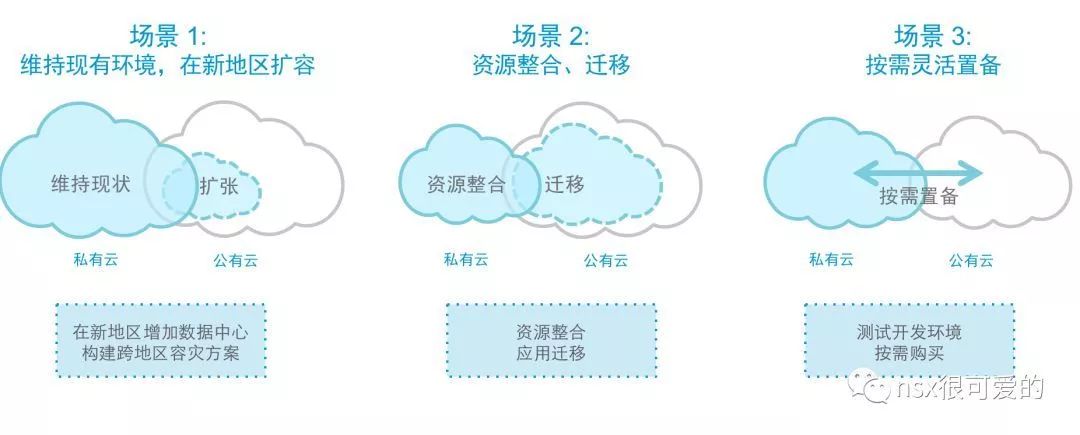 场景 1:
维持现有环境，在新地区扩容
维持现状
扩张
私有云
公有云
在新地区增加数据中心
构建跨地区容灾方案
场景 2:
资源整合、迁移
资源整合
迁移
私有云
公有云
资源整合
应用迁移
场景 3:
按需灵活置备
按需置备
私有云
公有云
测试开发环境
按需购买
nsx很可爱的